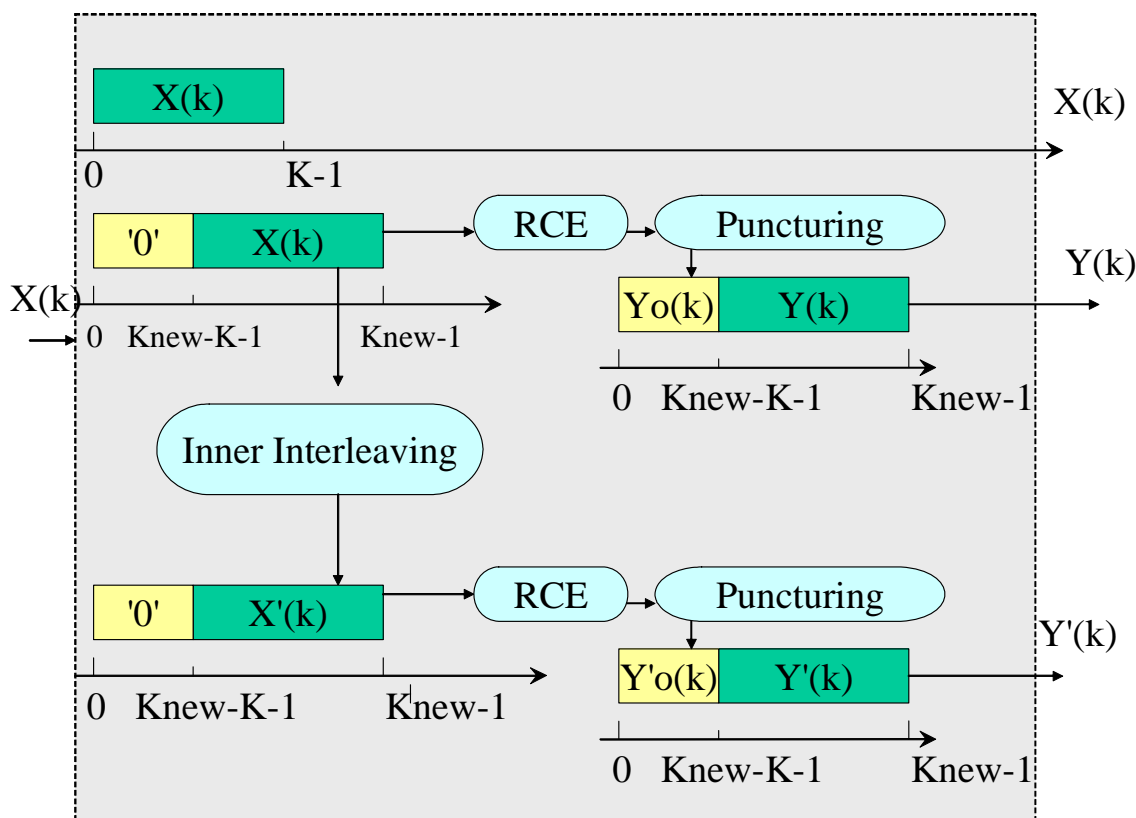 X(k)
X(k)
0 K-1
RCE Puncturing
'0' X(k)
Y(k)
X(k)
Yo(k) Y(k)
0 Knew-K-1 Knew-1
0 Knew-K-1 Knew-1
Inner Interleaving
RCE Puncturing
'0' X'(k)
Y'(k)
Y'o(k) Y'(k)
0 Knew-K-1 Knew-1
0 Knew-K-1 Knew-1